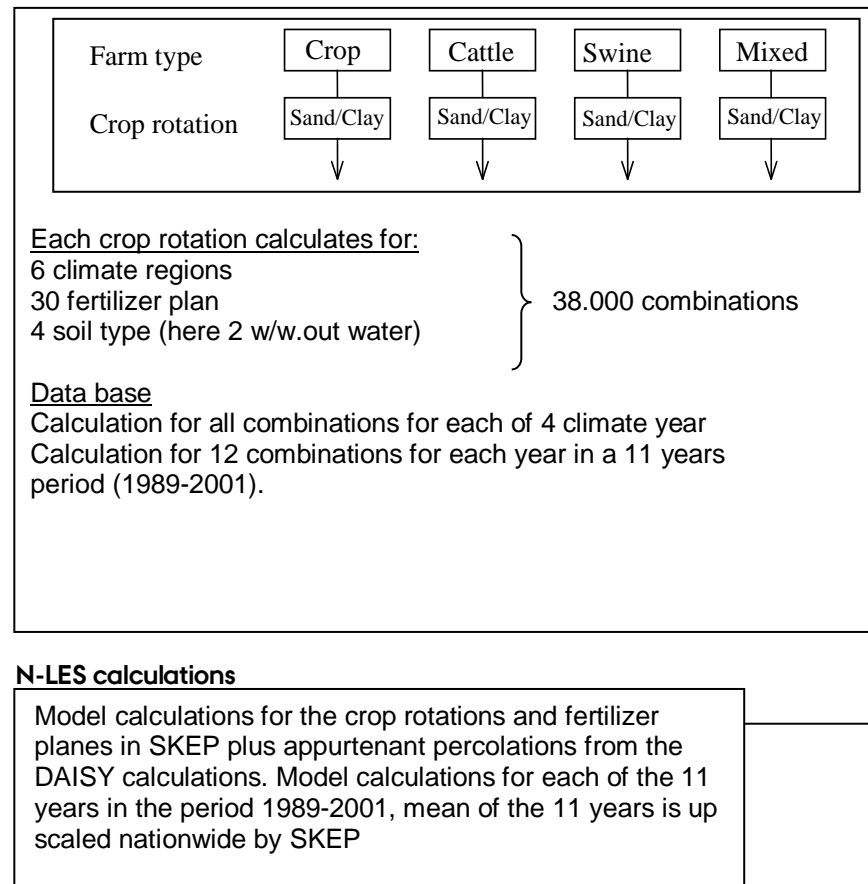 Farm type Crop Cattle Swine Mixed
Crop rotation Sand/Clay Sand/Clay Sand/Clay Sand/Clay
Each crop rotation calculates for:
6 climate regions
30 fertilizer plan
38.000 combinations
4 soil type (here 2 w/w.out water)
Data base
Calculation for all combinations for each of 4 climate year
Calculation for 12 combinations for each year in a 11 years
period (1989-2001).
N-LES calculations
Model calculations for the crop rotations and fertilizer
planes in SKEP plus appurtenant percolations from the
DAISY calculations. Model calculations for each of the 11
years in the period 1989-2001, mean of the 11 years is up
scaled nationwide by SKEP